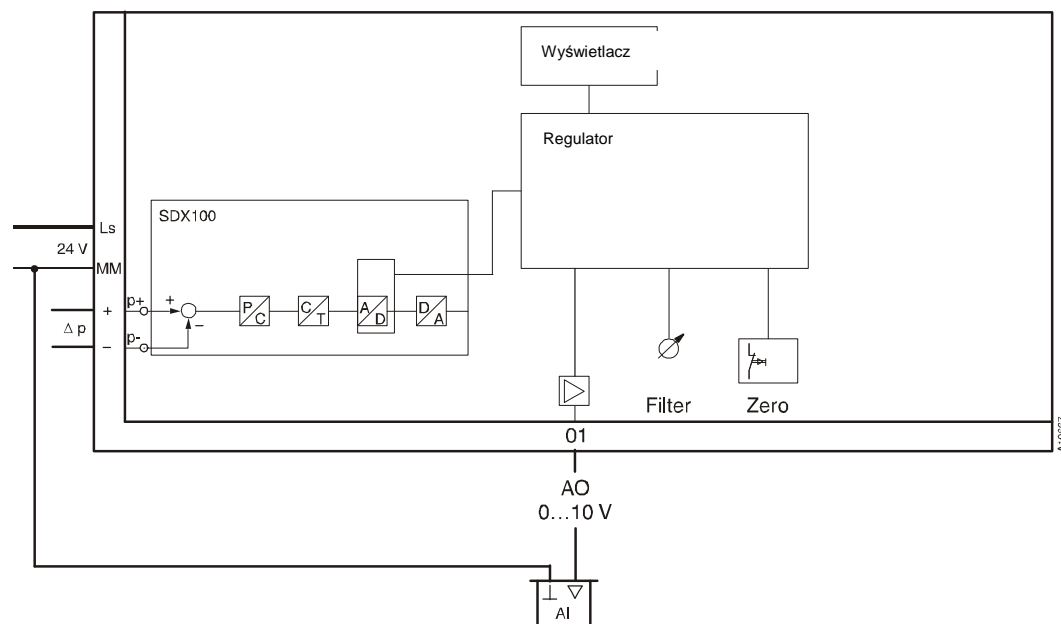 Wyświetlacz
Regulator
SDX100
Ls
24 V
MM
+
p+
+
P
C
C
T
A
D
D
A
Δ p
−
p-
−
Filter
Zero
01
AO
0...10 V
AI